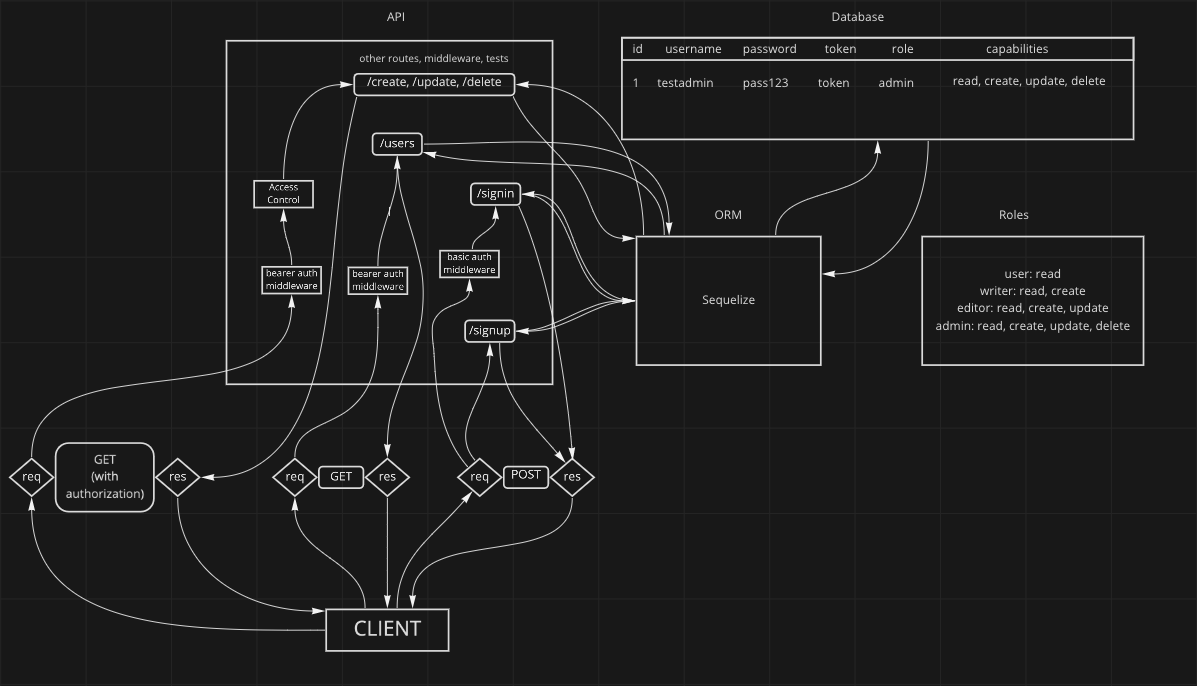 API
Database
id username password token role capabilities
1 testadmin pass123 token admin read, create, update, delete
other routes, middleware, tests
/create, /update, /delete
/users
Access
Control
/signin
bearer auth
middleware
bearer auth
middleware
basic auth
middleware
/signup
ORM
Sequelize
Roles
user: read
writer: read, create
editor: read, create, update
admin: read, create, update, delete
req
GET
(with
authorization)
res
req
GET
res
req
POST
res
CLIENT